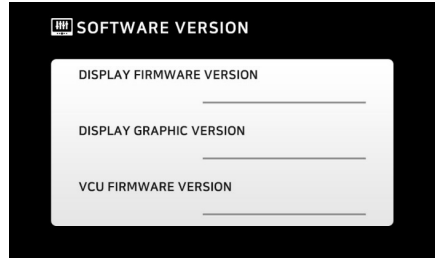 SOFTWARE VERSION
DISPLAY FIRMWARE VERSION
DISPLAY GRAPHIC VERSION
VCU FIRMWARE VERSION